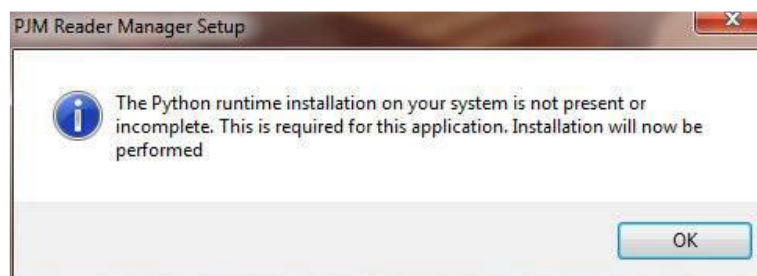 PJM Reader Manager Setup
The Python runtime installation on your system is not present or
incomplete. This is required for this application. Installation will now be
performed
OK